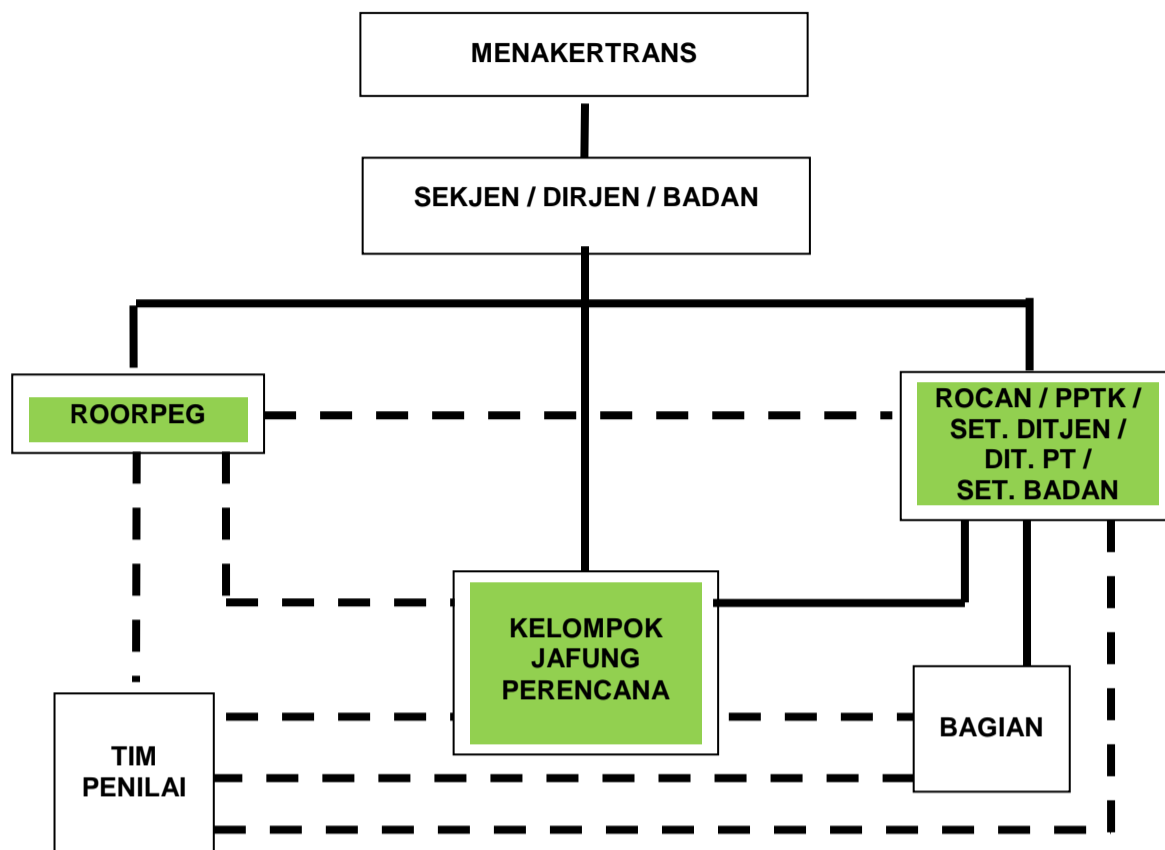 MENAKERTRANS
SEKJEN / DIRJEN / BADAN
ROORPEG
ROCAN / PPTK /
SET. DITJEN /
DIT. PT /
SET. BADAN
KELOMPOK
JAFUNG
PERENCANA
BAGIAN
TIM
PENILAI